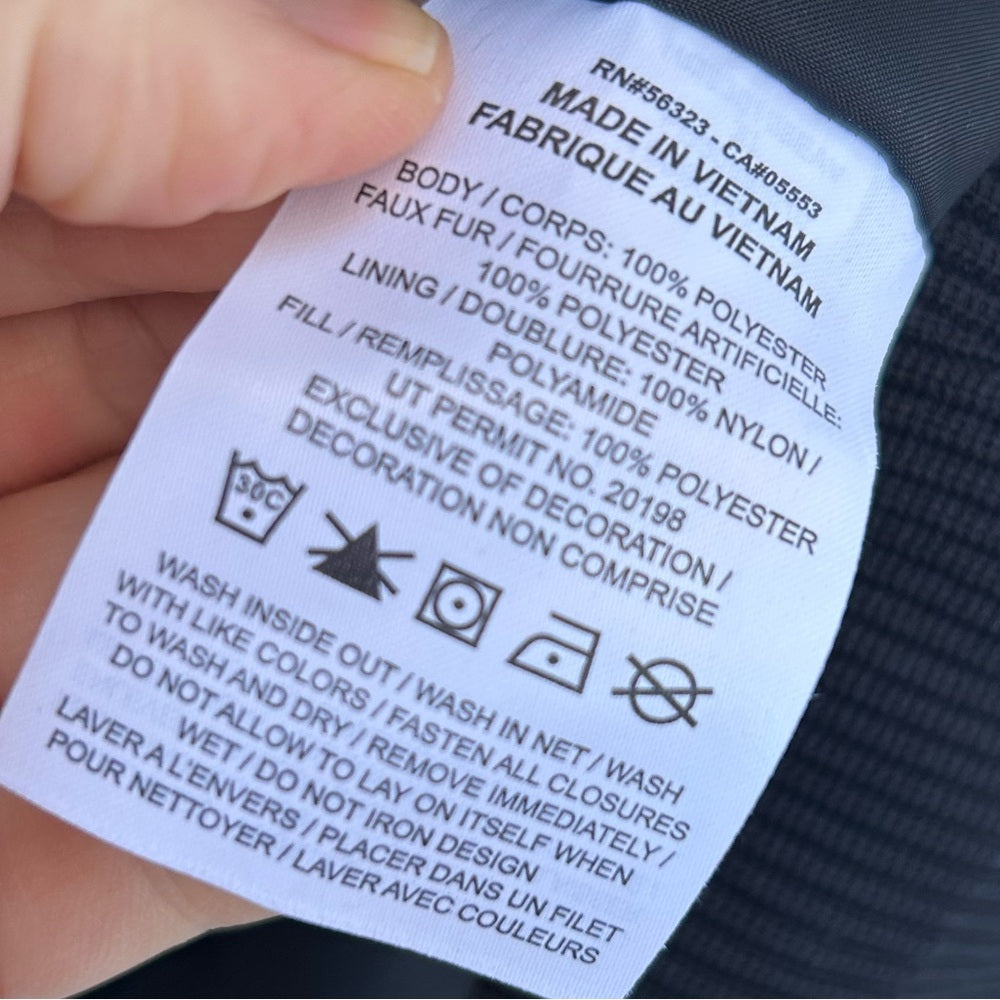 RN#56323 - CA#05553
MADE IN VIETNAM
FABRIQUE AU VIETNAM
BODY / CORPS: 100% POLYESTER
FAUX FUR / FOURRURE ARTIFICIELLE:
100% POLYESTER
LINING / DOUBLURE: 100% NYLON /
POLYAMIDE
FILL / REMPLISSAGE: 100% POLYESTER
UT PERMIT NO. 20198
EXCLUSIVE OF DECORATION /
DECORATION NON COMPRISE
30C
WASH INSIDE OUT / WASH IN NET / WASH
WITH LIKE COLORS / FASTEN ALL CLOSURES
TO WASH AND DRY / REMOVE IMMEDIATELY /
DO NOT ALLOW TO LAY ON ITSELF WHEN
WET / DO NOT IRON DESIGN
LAVER A L'ENVERS / PLACER DANS UN FILET
POUR NETTOYER / LAVER AVEC COULEURS